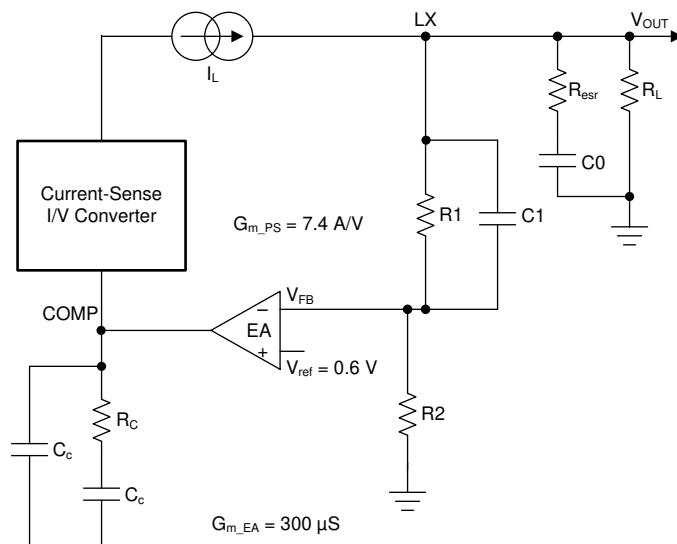 LX
V_OUT
I_L
R_esr
R_L
C0
Current-Sense
I/V Converter
G_m_PS = 7.4 A/V
R1
C1
COMP
V_FB
EA
V_ref = 0.6 V
R_C
R2
C_c
C_c
G_m_EA = 300 µS